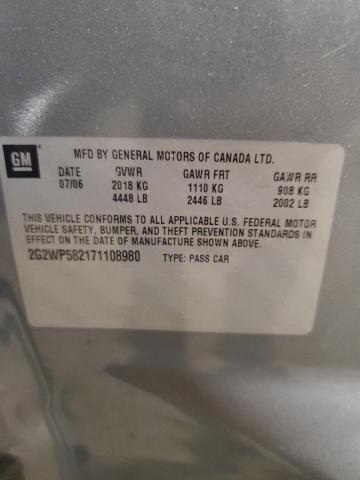 GM
MFD BY GENERAL MOTORS OF CANADA LTD.
DATE GVWR GAWR FRT GAWR RR
07/06 2018 KG 1110 KG 908 KG
4448 LB 2446 LB 2002 LB
THIS VEHICLE CONFORMS TO ALL APPLICABLE U.S. FEDERAL MOTOR
VEHICLE SAFETY, BUMPER, AND THEFT PREVENTION STANDARDS IN
EFFECT ON THE DATE OF MANUFACTURE SHOWN ABOVE.
2G2WP582171108980 TYPE: PASS CAR